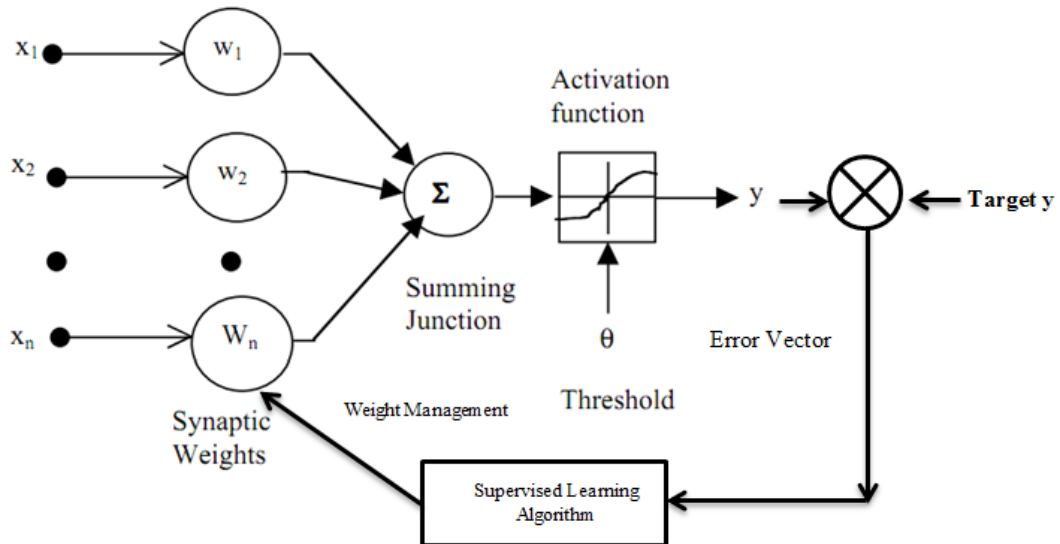 x1
w1
Activation
function
x2
w2
Σ
y
Target y
Summing
Junction
xn
Wn
θ
Error Vector
Threshold
Weight Management
Synaptic
Weights
Supervised Learning
Algorithm